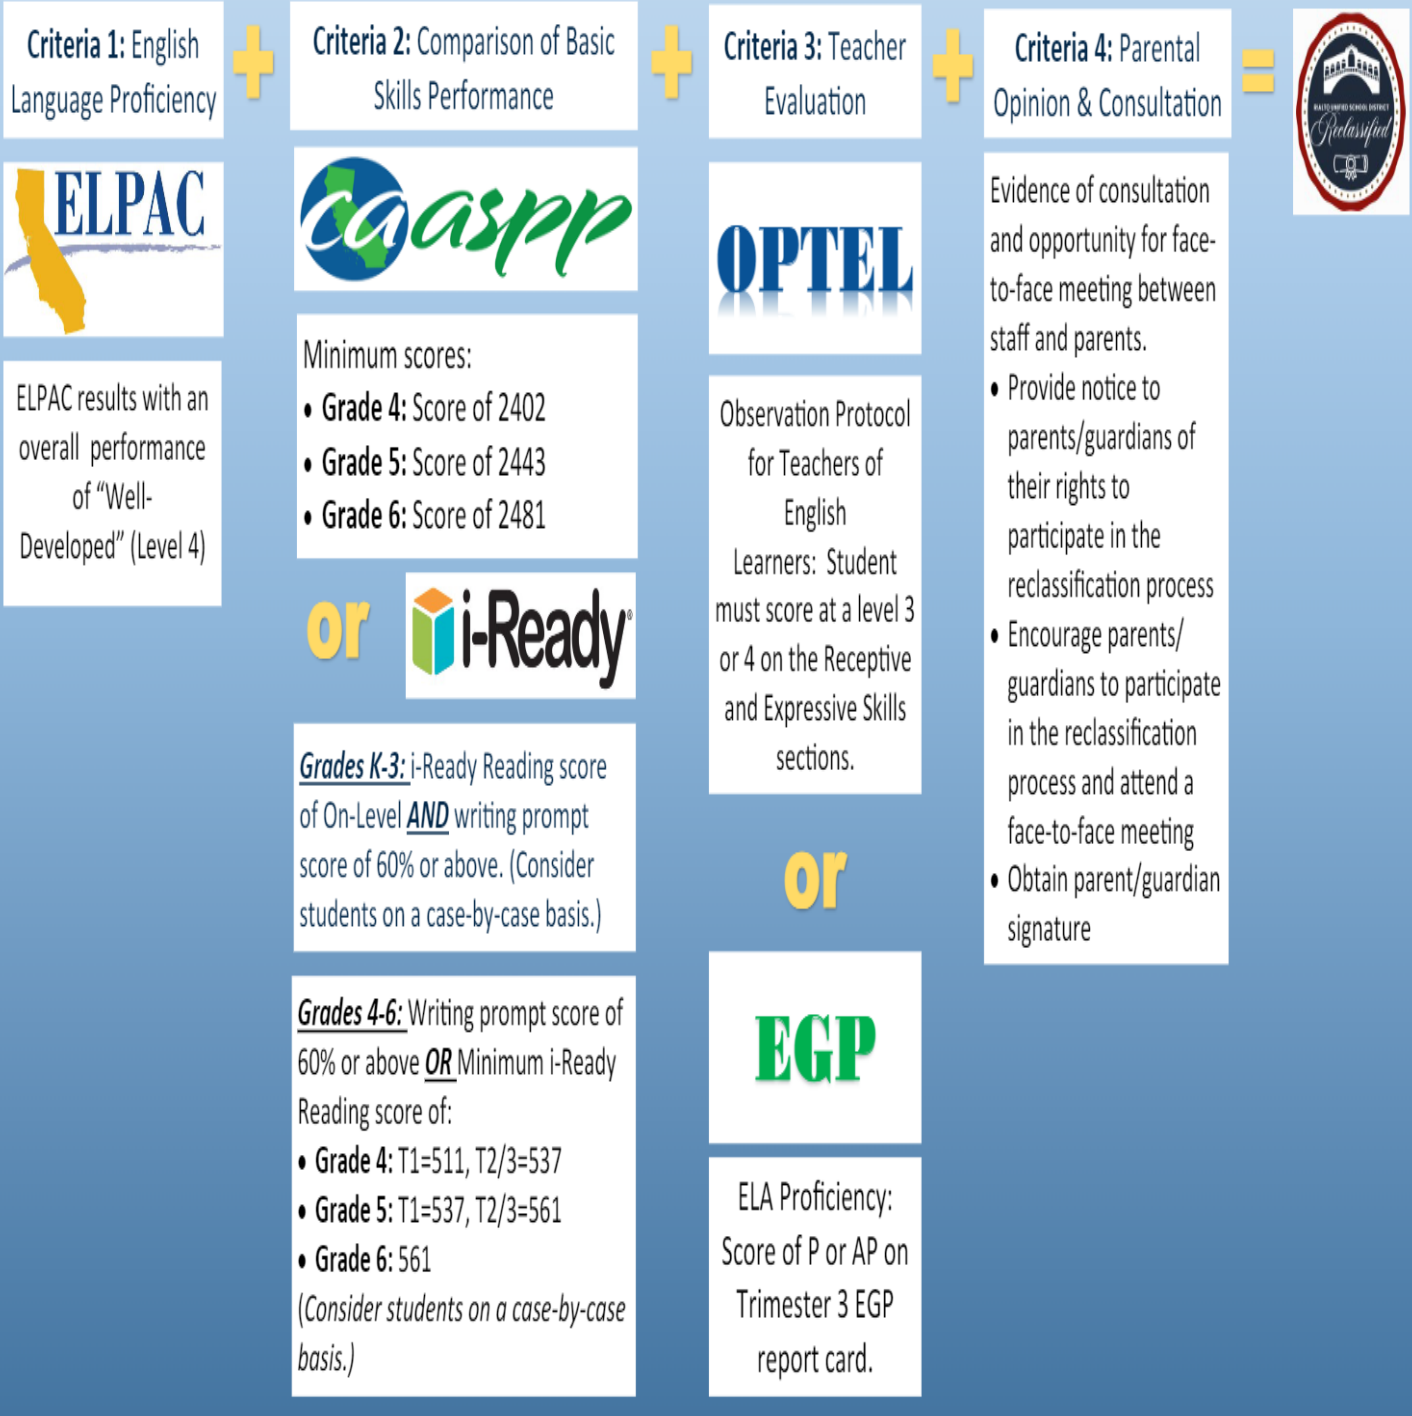 Criteria 1: English
Language Proficiency
+
Criteria 2: Comparison of Basic
Skills Performance
+
Criteria 3: Teacher
Evaluation
+
Criteria 4: Parental
Opinion & Consultation
=
RIALTO UNIFIED SCHOOL DISTRICT
Reclassified
ELPAC
ELPAC results with an
overall performance
of “Well-
Developed” (Level 4)
caaspp
Minimum scores:
• Grade 4: Score of 2402
• Grade 5: Score of 2443
• Grade 6: Score of 2481
or
i-Ready®
Grades K-3: i-Ready Reading score
of On-Level AND writing prompt
score of 60% or above. (Consider
students on a case-by-case basis.)
Grades 4-6: Writing prompt score of
60% or above OR Minimum i-Ready
Reading score of:
• Grade 4: T1=511, T2/3=537
• Grade 5: T1=537, T2/3=561
• Grade 6: 561
(Consider students on a case-by-case
basis.)
OPTEL
Observation Protocol
for Teachers of
English
Learners: Student
must score at a level 3
or 4 on the Receptive
and Expressive Skills
sections.
or
EGP
ELA Proficiency:
Score of P or AP on
Trimester 3 EGP
report card.
Evidence of consultation
and opportunity for face-
to-face meeting between
staff and parents.
• Provide notice to
parents/guardians of
their rights to
participate in the
reclassification process
• Encourage parents/
guardians to participate
in the reclassification
process and attend a
face-to-face meeting
• Obtain parent/guardian
signature